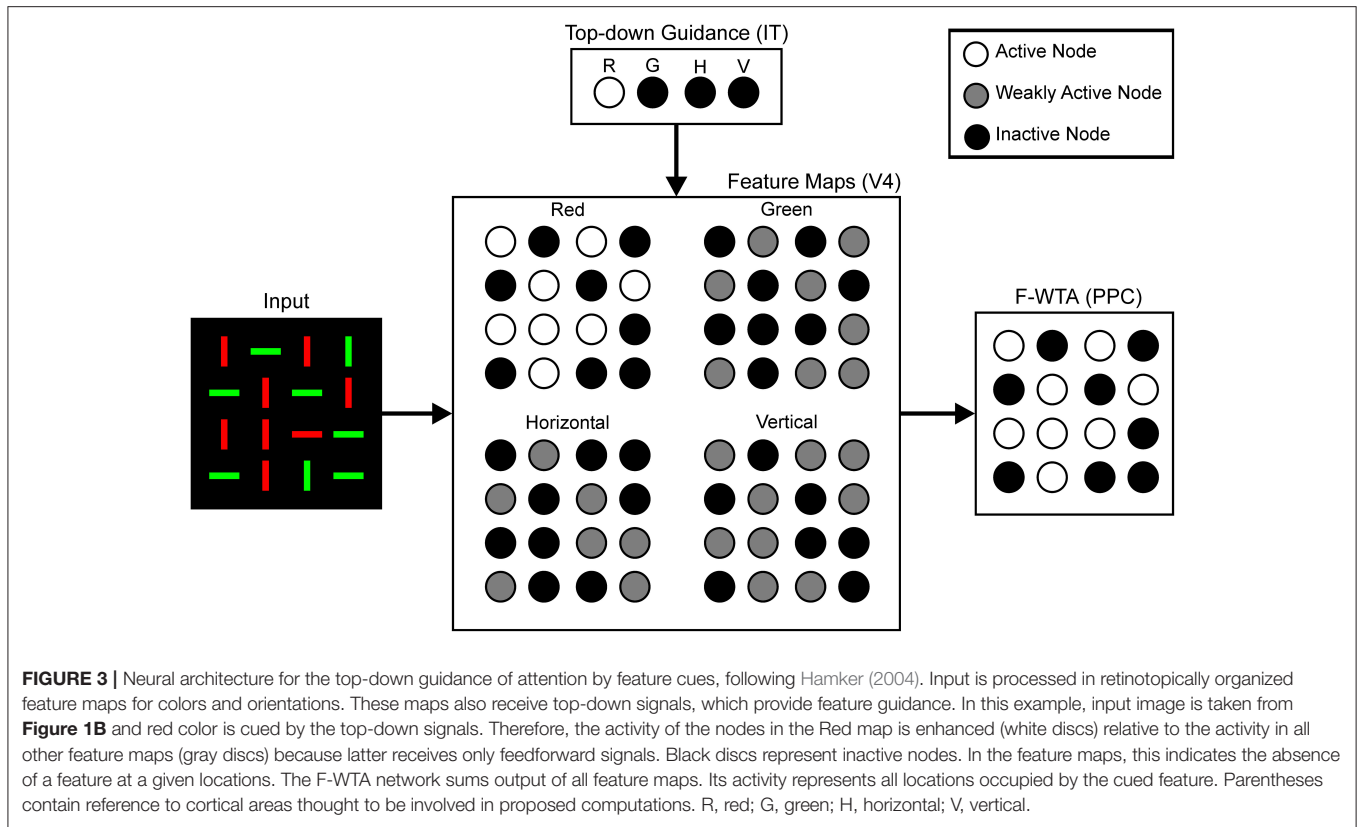 Top-down Guidance (IT)
R G H V
Active Node
Weakly Active Node
Inactive Node
Feature Maps (V4)
Red Green
Input
F-WTA (PPC)
Horizontal Vertical
FIGURE 3 | Neural architecture for the top-down guidance of attention by feature cues, following Hamker (2004). Input is processed in retinotopically organized
feature maps for colors and orientations. These maps also receive top-down signals, which provide feature guidance. In this example, input image is taken from
Figure 1B and red color is cued by the top-down signals. Therefore, the activity of the nodes in the Red map is enhanced (white discs) relative to the activity in all
other feature maps (gray discs) because latter receives only feedforward signals. Black discs represent inactive nodes. In the feature maps, this indicates the absence
of a feature at a given locations. The F-WTA network sums output of all feature maps. Its activity represents all locations occupied by the cued feature. Parentheses
contain reference to cortical areas thought to be involved in proposed computations. R, red; G, green; H, horizontal; V, vertical.